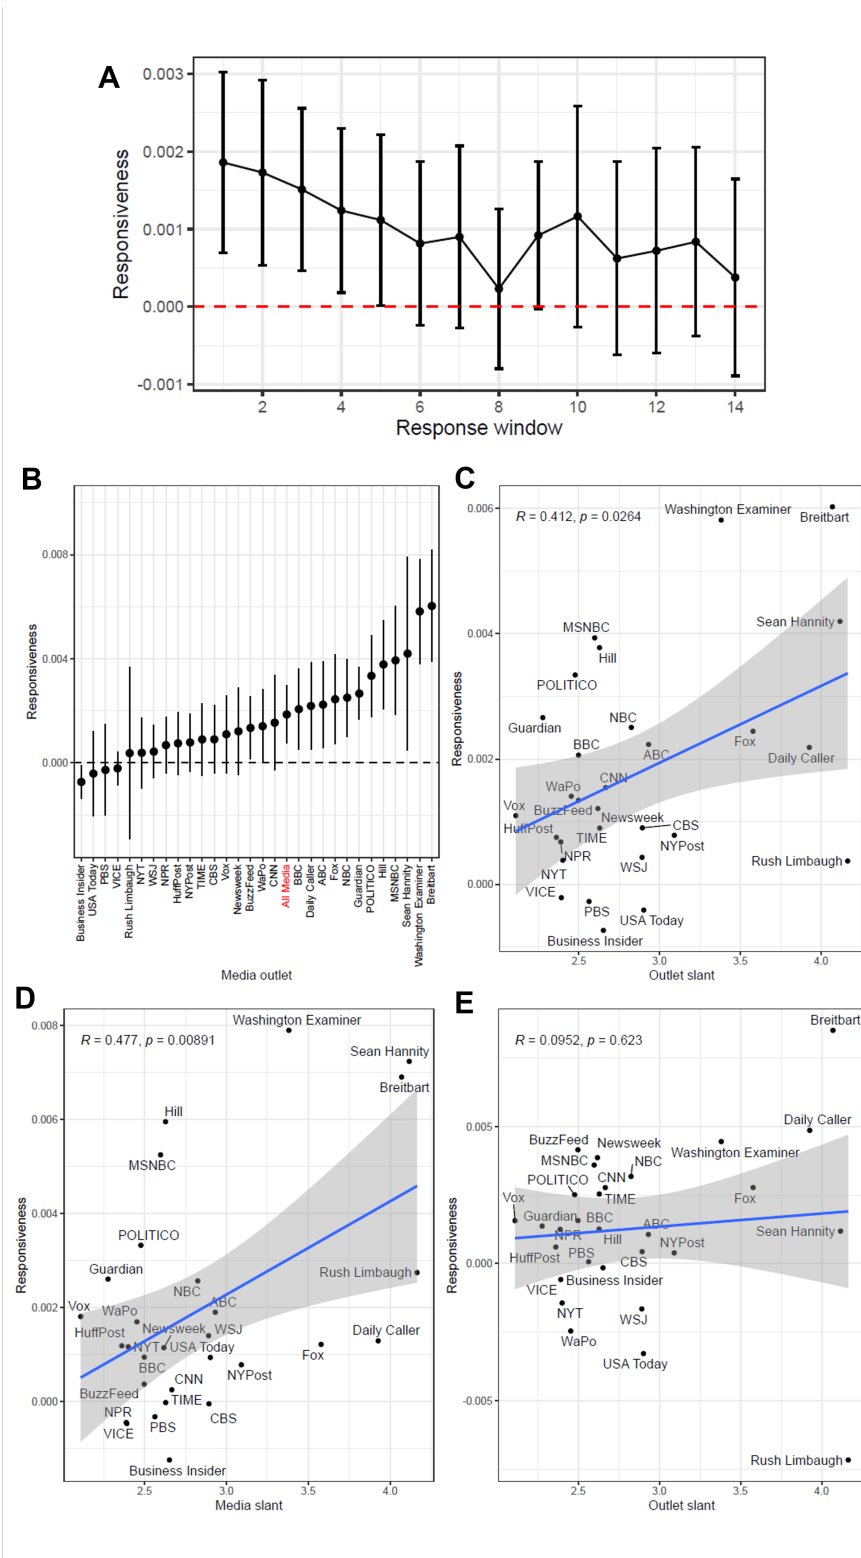 A
0.003
0.002
0.001
0.000
-0.001
Responsiveness
2 4 6 8 10 12 14
Response window
B
0.008
0.004
0.000
Responsiveness
Business Insider
USA Today
PBS
VICE
Rush Limbaugh
NYT
WSJ
NPR
HuffPost
NYPost
TIME
CBS
Vox
Newsweek
BuzzFeed
WaPo
CNN
All Media
BBC
Daily Caller
ABC
Fox
NBC
Guardian
POLITICO
Hill
MSNBC
Sean Hannity
Washington Examiner
Breitbart
Media outlet
C
0.006
0.004
0.002
0.000
Responsiveness
R = 0.412, p = 0.0264
Washington Examiner
Breitbart
Sean Hannity
MSNBC
Hill
POLITICO
Guardian
NBC
BBC
ABC
Fox
Daily Caller
CNN
WaPo
Vox
BuzzFeed
Newsweek
CBS
HuffPost
TIME
NYPost
NPR
WSJ
Rush Limbaugh
NYT
VICE
PBS
USA Today
Business Insider
2.5 3.0 3.5 4.0
Outlet slant
D
0.008
0.006
0.004
0.002
0.000
Responsiveness
R = 0.477, p = 0.00891
Washington Examiner
Sean Hannity
Breitbart
Hill
MSNBC
POLITICO
Guardian
Rush Limbaugh
NBC
Vox
WaPo
ABC
HuffPost
Newsweek
WSJ
Daily Caller
NYT
USA Today
Fox
BBC
NYPost
CNN
BuzzFeed
TIME
NPR
CBS
PBS
VICE
Business Insider
2.5 3.0 3.5 4.0
Media slant
E
0.005
0.000
-0.005
Responsiveness
R = 0.0952, p = 0.623
Breitbart
Daily Caller
BuzzFeed
Newsweek
Washington Examiner
MSNBC
NBC
POLITICO
CNN
TIME
Vox
Fox
Guardian
BBC
ABC
Sean Hannity
NPR
Hill
NYPost
HuffPost
PBS
CBS
Business Insider
VICE
NYT
WSJ
WaPo
USA Today
Rush Limbaugh
2.5 3.0 3.5 4.0
Outlet slant